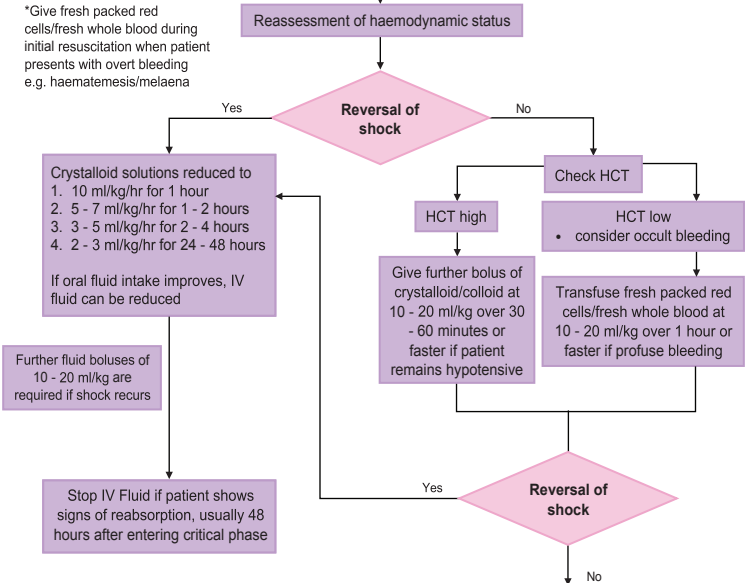 *Give fresh packed red
cells/fresh whole blood during
initial resuscitation when patient
presents with overt bleeding
e.g. haematemesis/melaena
Reassessment of haemodynamic status
Reversal of
shock
Yes
No
Crystalloid solutions reduced to
1. 10 ml/kg/hr for 1 hour
2. 5 - 7 ml/kg/hr for 1 - 2 hours
3. 3 - 5 ml/kg/hr for 2 - 4 hours
4. 2 - 3 ml/kg/hr for 24 - 48 hours
If oral fluid intake improves, IV
fluid can be reduced
Check HCT
HCT high
HCT low
• consider occult bleeding
Give further bolus of
crystalloid/colloid at
10 - 20 ml/kg over 30
- 60 minutes or
faster if patient
remains hypotensive
Transfuse fresh packed red
cells/fresh whole blood at
10 - 20 ml/kg over 1 hour or
faster if profuse bleeding
Further fluid boluses of
10 - 20 ml/kg are
required if shock recurs
Stop IV Fluid if patient shows
signs of reabsorption, usually 48
hours after entering critical phase
Yes
Reversal of
shock
No